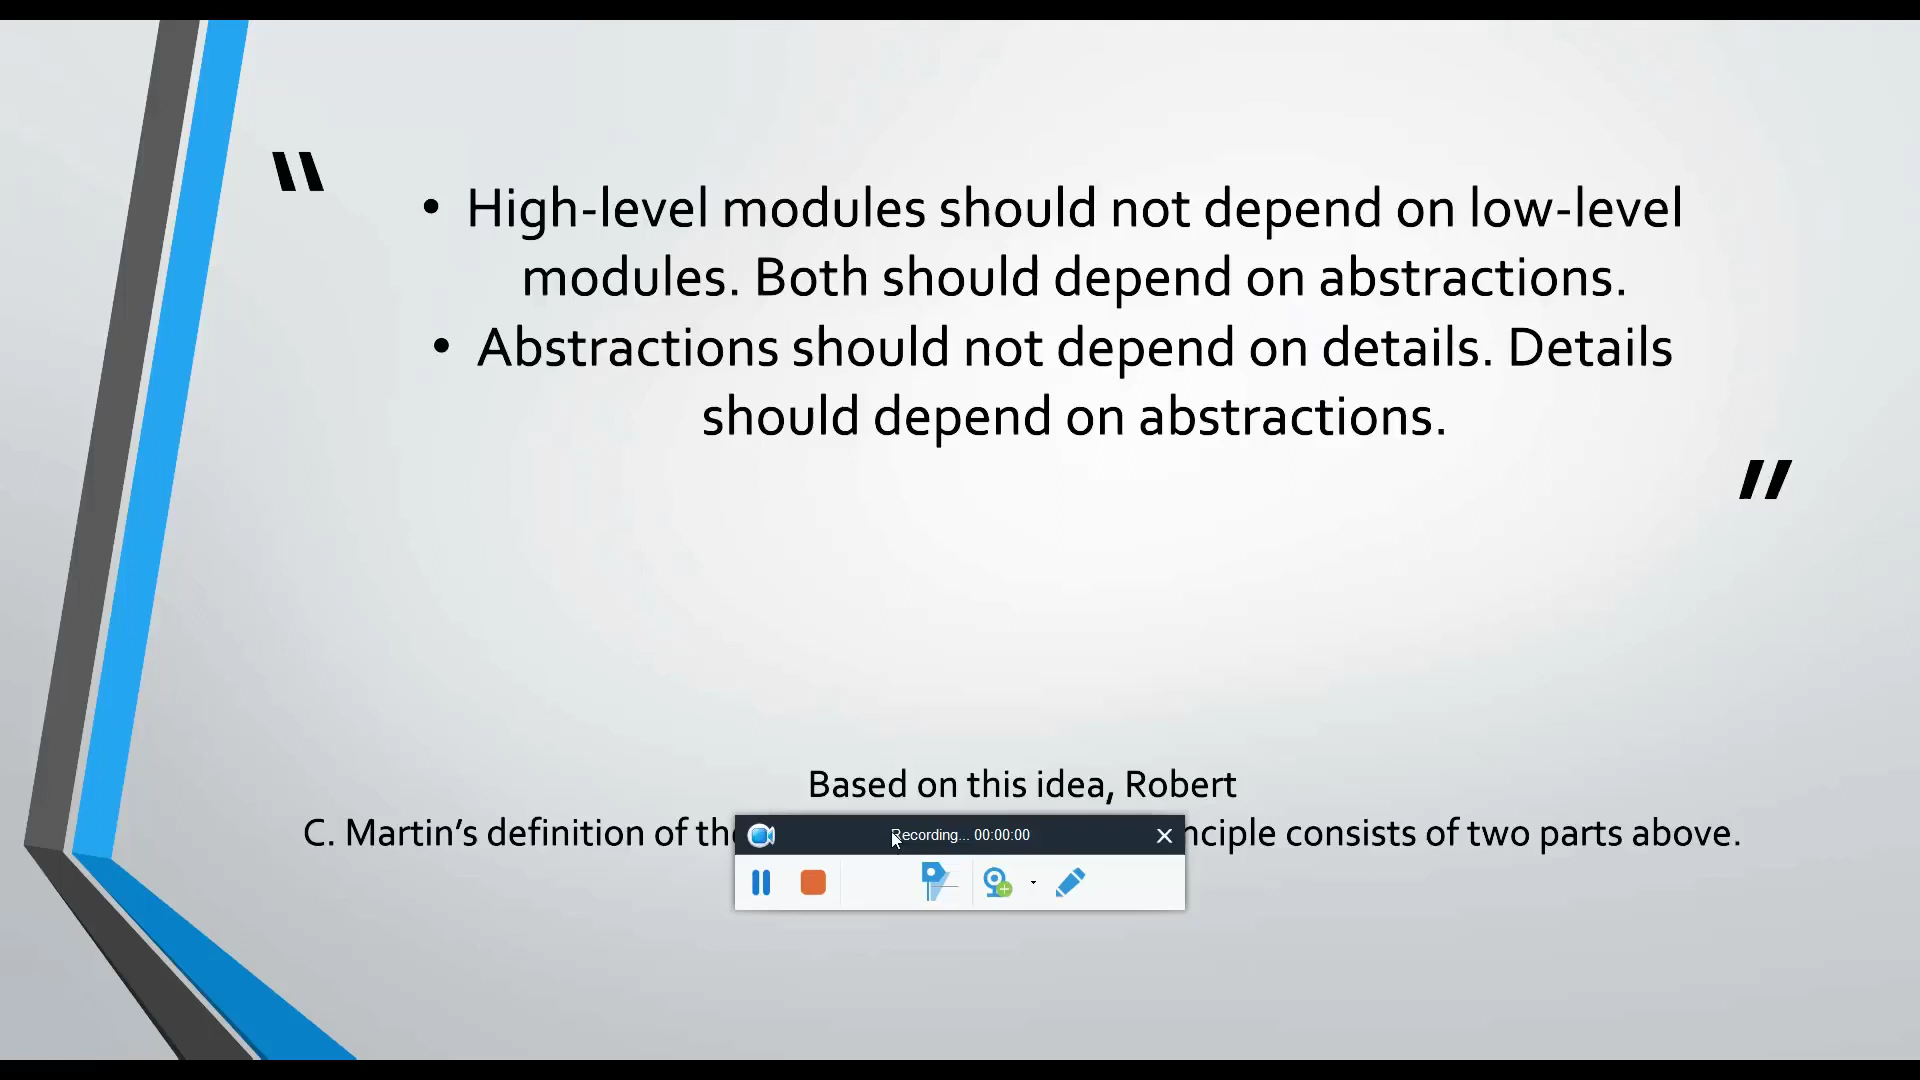 “
• High-level modules should not depend on low-level
modules. Both should depend on abstractions.
• Abstractions should not depend on details. Details
should depend on abstractions.
”
Based on this idea, Robert
C. Martin’s definition of the nciple consists of two parts above.
Recording... 00:00:00